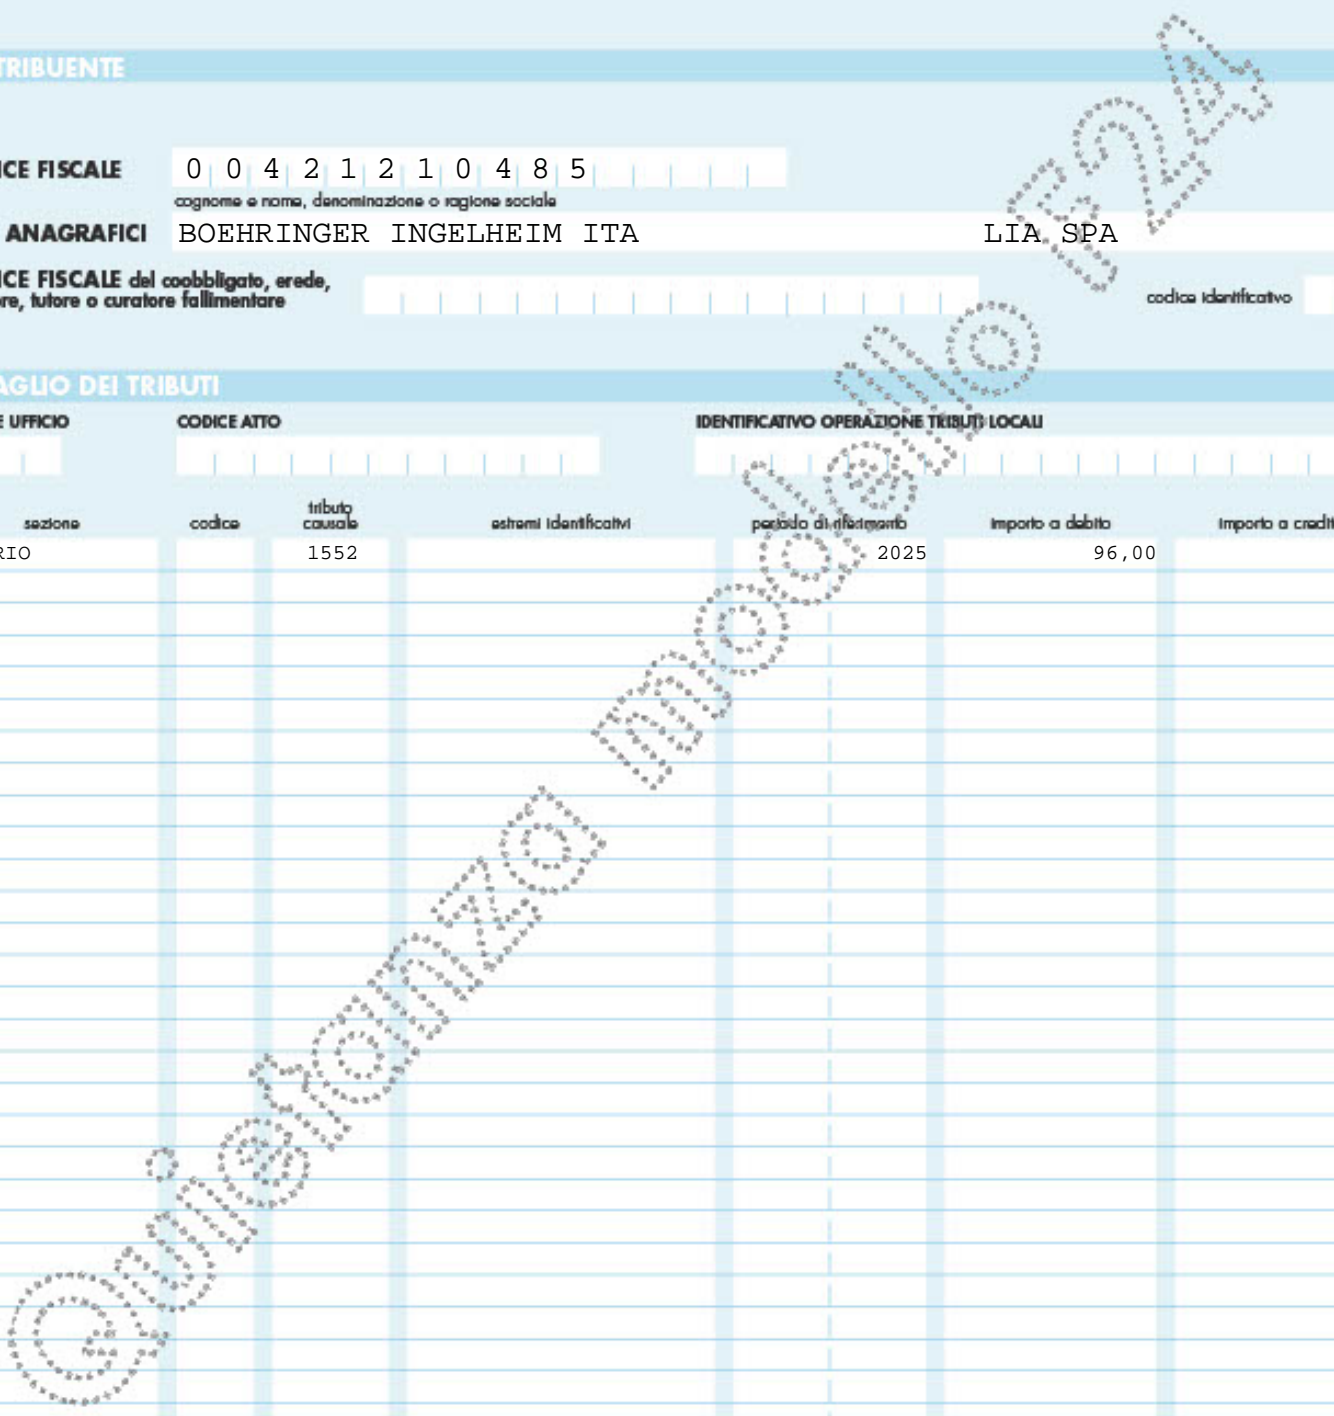 TRIBUENTE
ICE FISCALE 0 0 4 2 1 2 1 0 4 8 5
cognome e nome, denominazione o ragione sociale
ANAGRAFICI BOEHRINGER INGELHEIM ITA LIA SPA
ICE FISCALE del coobbligato, erede,
ore, tutore o curatore fallimentare codice identificativo
AGLIO DEI TRIBUTI
E UFFICIO CODICE ATTO IDENTIFICATIVO OPERAZIONE TRIBUTI LOCALI
sezione codice tributo causale estremi identificativi periodo di riferimento importo a debito importo a credit
RIO 1552 2025 96,00
Quietanza modello F24